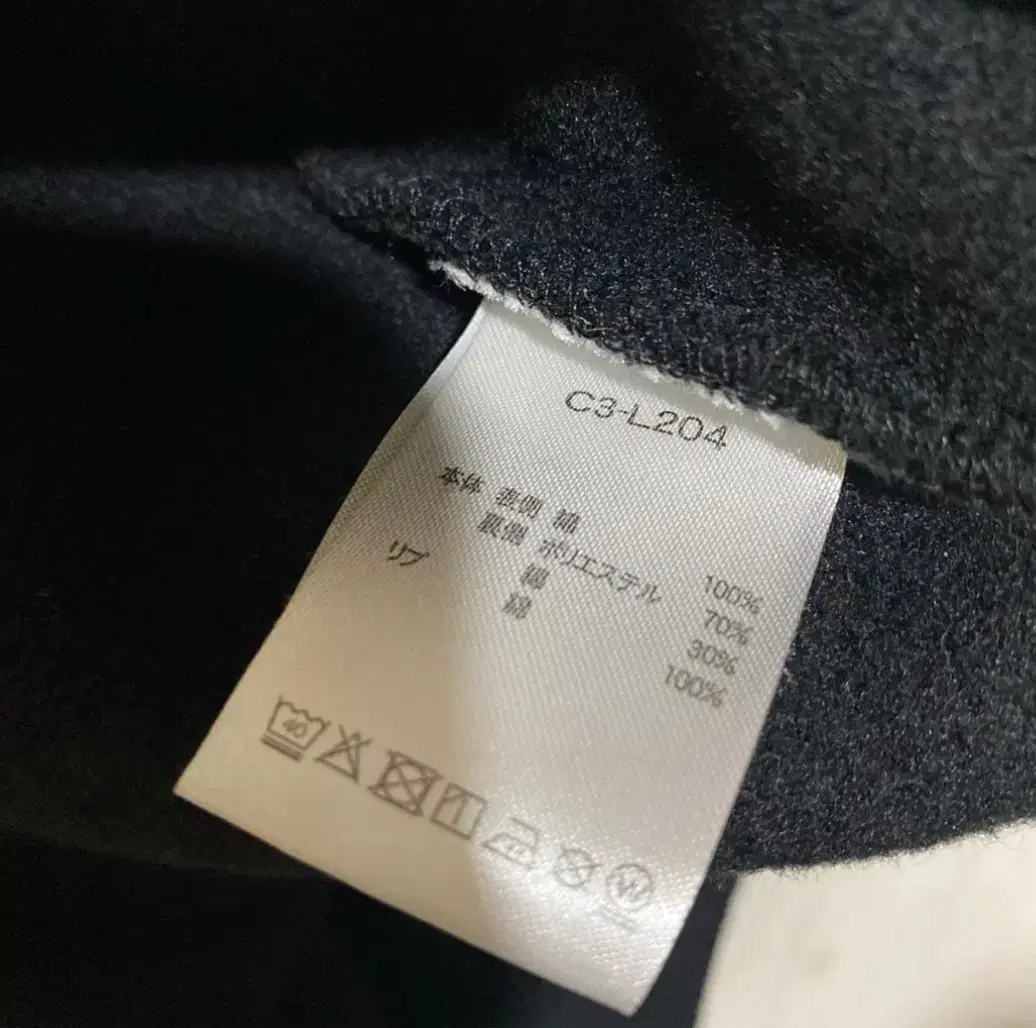 C3-L204
本体 表側 綿 100%
裏側 ポリエステル 70%
綿 30%
リブ 綿 100%
40
W